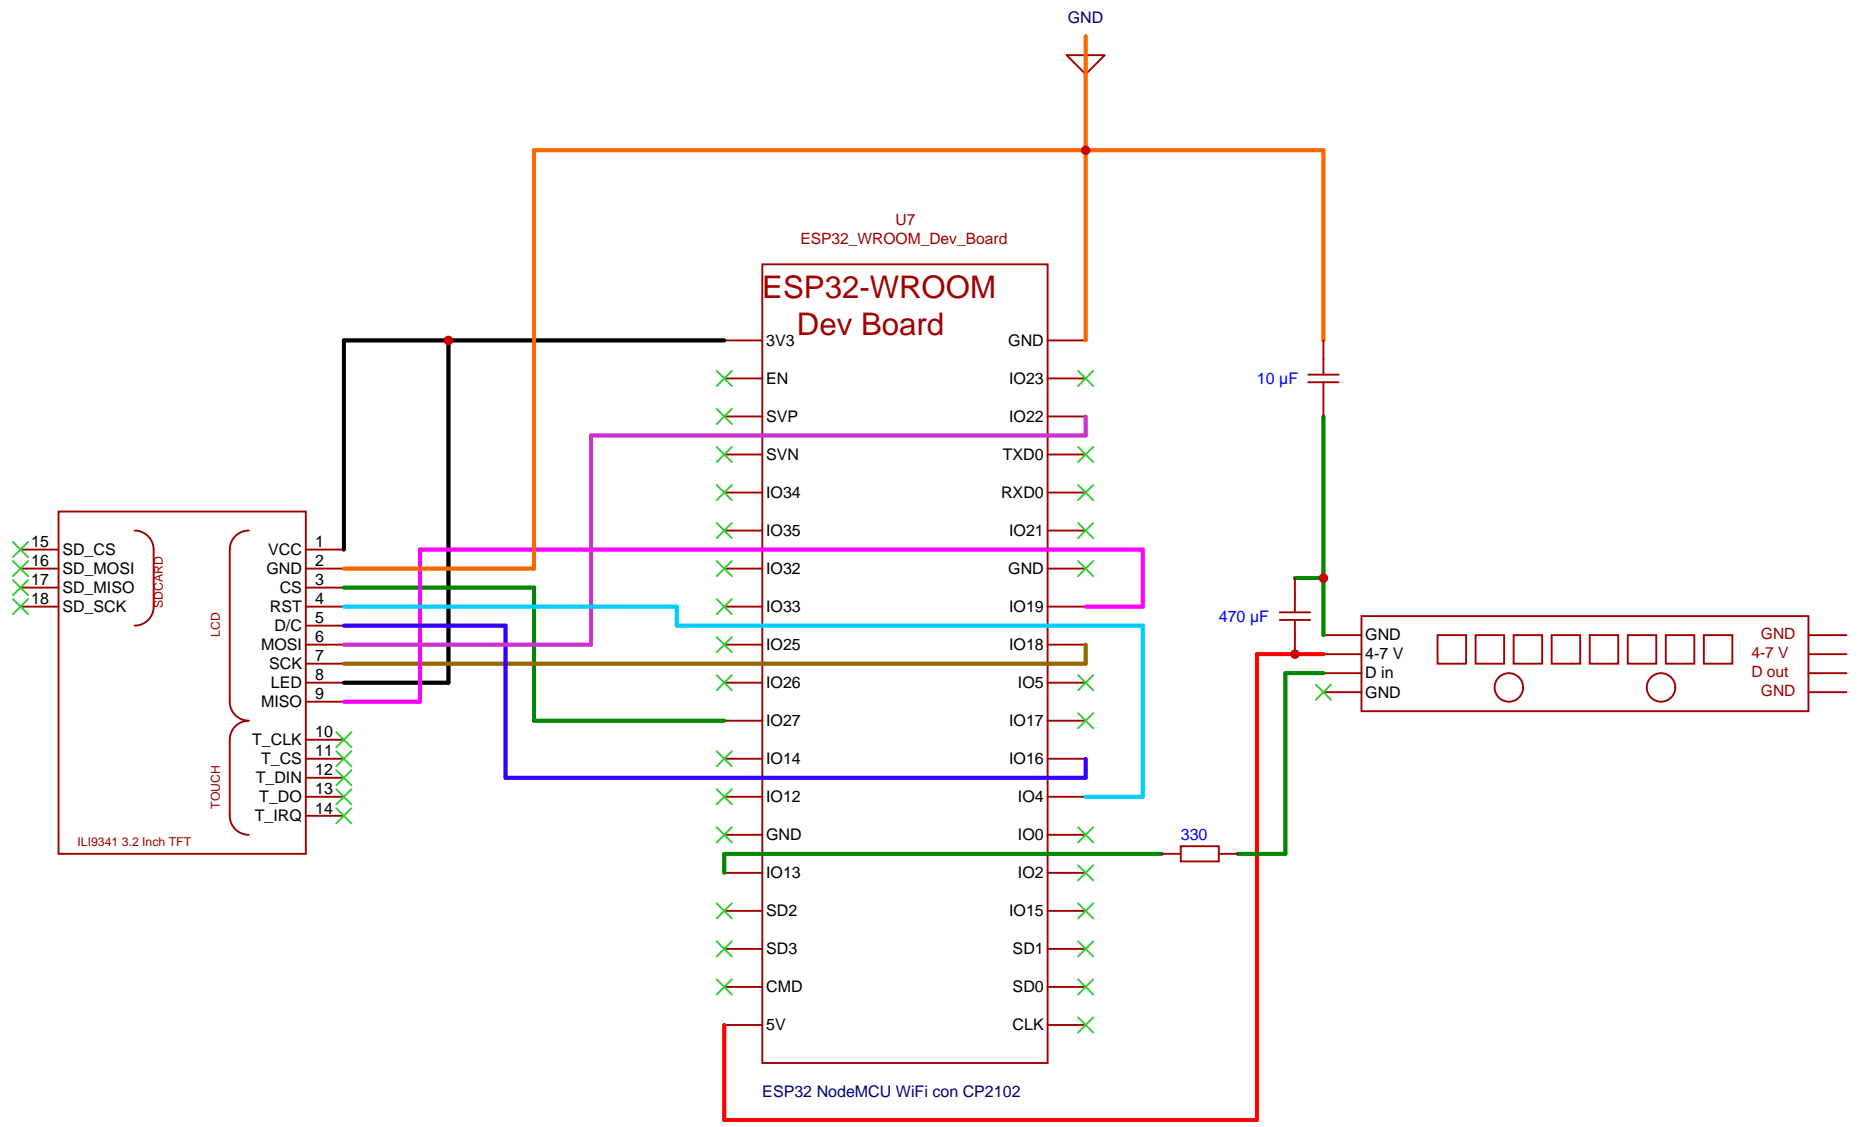 GND
U7
ESP32_WROOM_Dev_Board
ESP32-WROOM
Dev Board
3V3
EN
SVP
SVN
IO34
IO35
IO32
IO33
IO25
IO26
IO27
IO14
IO12
GND
IO13
SD2
SD3
CMD
5V
GND
IO23
IO22
TXD0
RXD0
IO21
GND
IO19
IO18
IO5
IO17
IO16
IO4
IO0
IO2
IO15
SD1
SD0
CLK
ESP32 NodeMCU WiFi con CP2102
15 SD_CS
16 SD_MOSI
17 SD_MISO
18 SD_SCK
SDCARD
LCD
VCC 1
GND 2
CS 3
RST 4
D/C 5
MOSI 6
SCK 7
LED 8
MISO 9
TOUCH
T_CLK 10
T_CS 11
T_DIN 12
T_DO 13
T_IRQ 14
ILI9341 3.2 Inch TFT
10 µF
470 µF
330
GND
4-7 V
D in
GND
GND
4-7 V
D out
GND